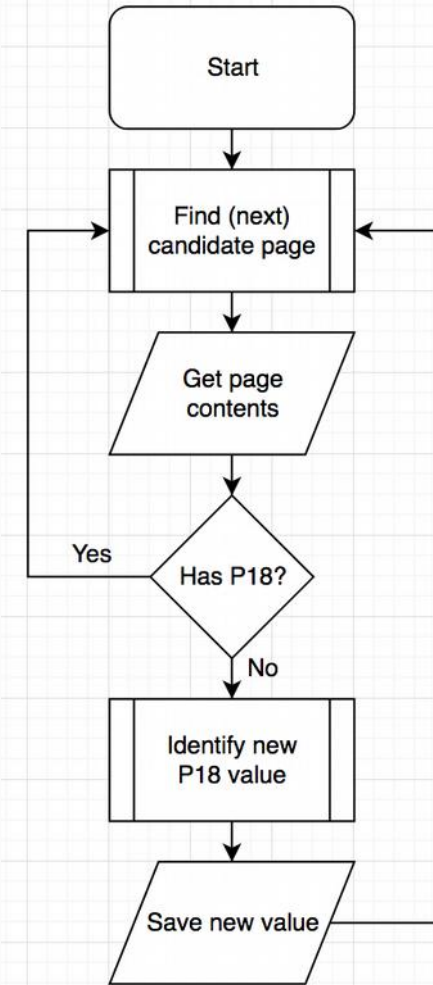 Start
Find (next)
candidate page
Get page
contents
Yes
Has P18?
No
Identify new
P18 value
Save new value